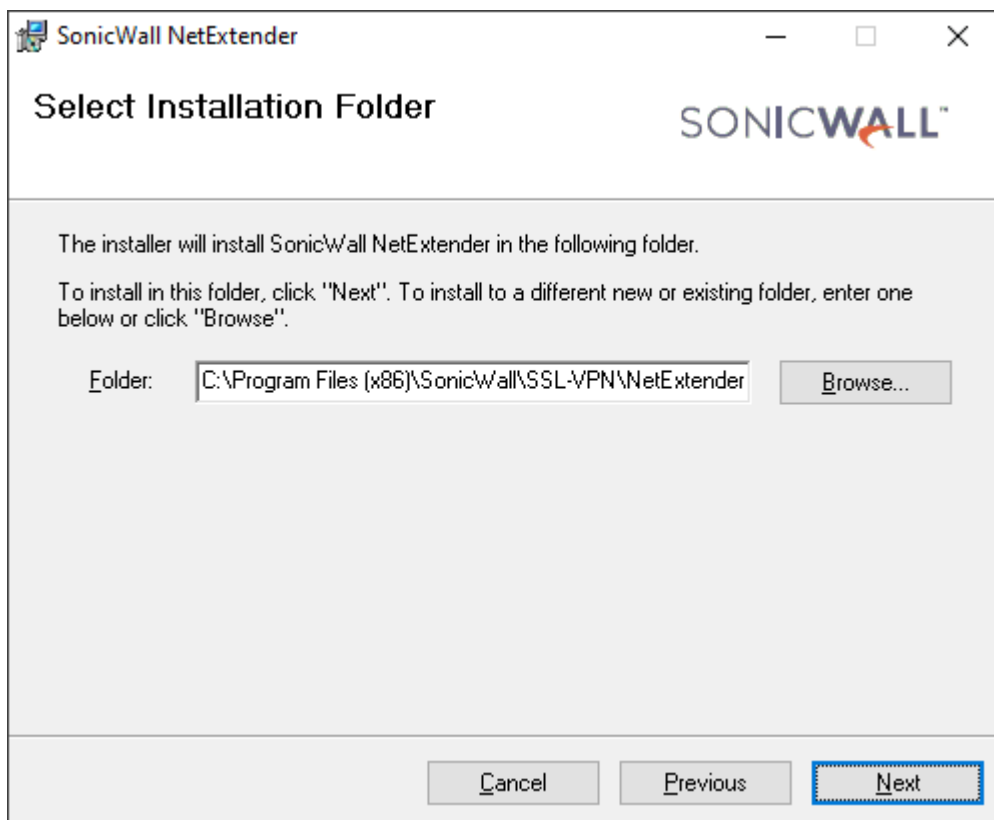 SonicWall NetExtender
Select Installation Folder
SONICWALL™
The installer will install SonicWall NetExtender in the following folder.
To install in this folder, click "Next". To install to a different new or existing folder, enter one
below or click "Browse".
Folder: C:\Program Files (x86)\SonicWall\SSL-VPN\NetExtender Browse...
Cancel Previous Next